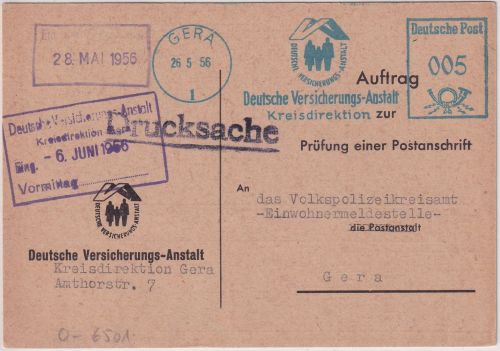 28. MAI 1956
GERA
26 5 56
1
DEUTSCHE VERSICHERUNGS-ANSTALT
Deutsche Versicherungs-Anstalt
Kreisdirektion
Deutsche Post
005
Auftrag
zur
Prüfung einer Postanschrift
Drucksache
Deutsche Versicherungs-Anstalt
Kreisdirektion Gera
Eing. - 6. JUNI 1956
Vormittag
DEUTSCHE VERSICHERUNGS-ANSTALT
Deutsche Versicherungs-Anstalt
Kreisdirektion Gera
Amthorstr. 7
An
das Volkspolizeikreisamt
-Einwohnermeldestelle-
die Postanstalt
Gera
O-6501